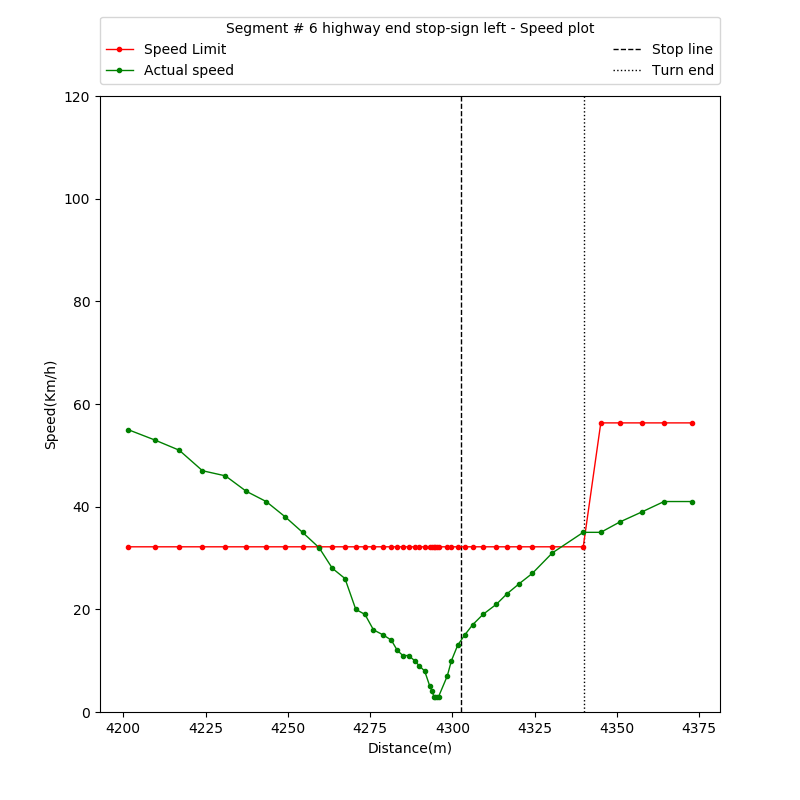 Segment # 6 highway end stop-sign left - Speed plot
Speed Limit
Actual speed
Stop line
Turn end
120
100
80
60
40
20
0
Speed(Km/h)
4200 4225 4250 4275 4300 4325 4350 4375
Distance(m)